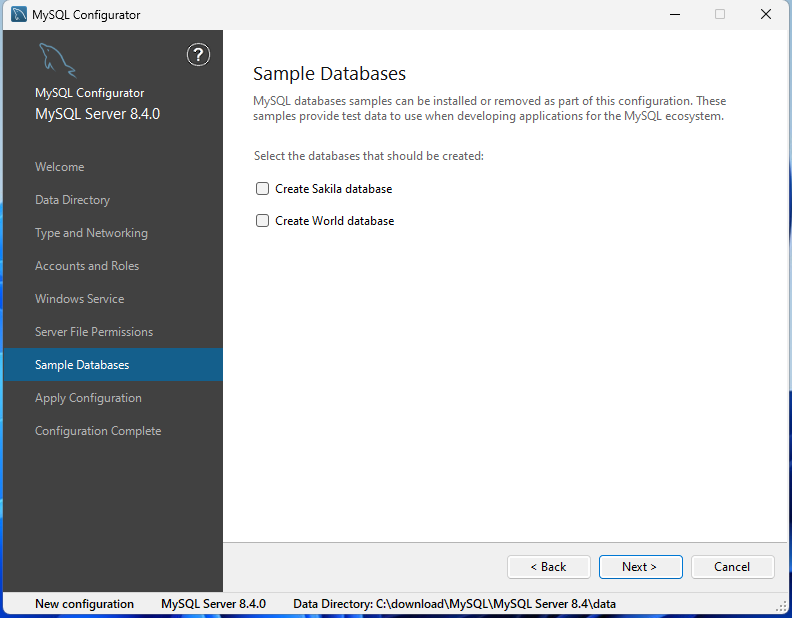 MySQL Configurator
?
MySQL Configurator
MySQL Server 8.4.0
Welcome
Data Directory
Type and Networking
Accounts and Roles
Windows Service
Server File Permissions
Sample Databases
Apply Configuration
Configuration Complete
Sample Databases
MySQL databases samples can be installed or removed as part of this configuration. These
samples provide test data to use when developing applications for the MySQL ecosystem.
Select the databases that should be created:
Create Sakila database
Create World database
< Back
Next >
Cancel
New configuration
MySQL Server 8.4.0
Data Directory: C:\download\MySQL\MySQL Server 8.4\data